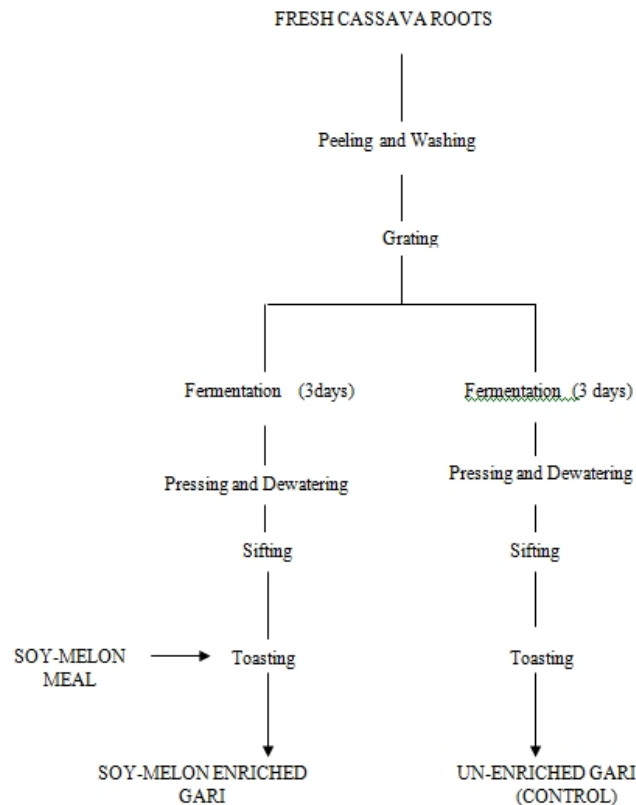 FRESH CASSAVA ROOTS
Peeling and Washing
Grating
Fermentation (3days)
Fermentation (3 days)
Pressing and Dewatering
Pressing and Dewatering
Sifting
Sifting
SOY-MELON
MEAL
Toasting
Toasting
SOY-MELON ENRICHED
GARI
UN-ENRICHED GARI
(CONTROL)